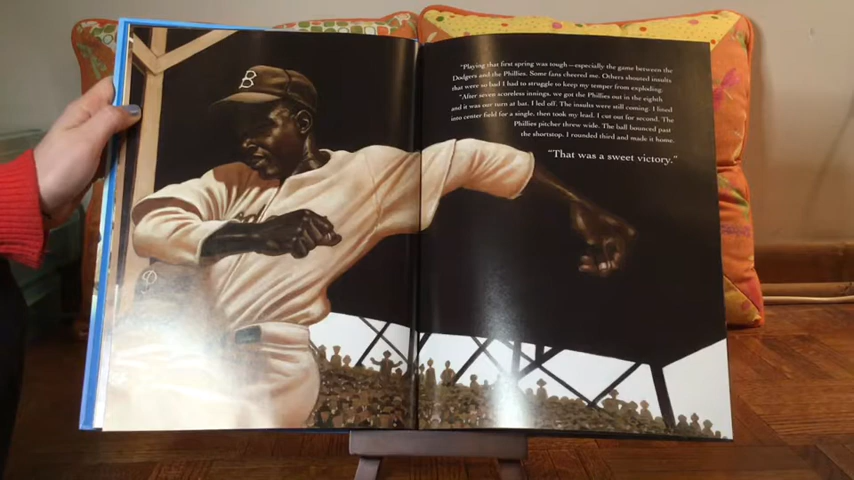 B
"Playing that first spring was tough—especially the game between the
Dodgers and the Phillies. Some fans cheered me. Others shouted insults
that were so bad I had to struggle to keep my temper from exploding.
"After seven scoreless innings, we got the Phillies out in the eighth
and it was our turn at bat. I led off. The insults were still coming. I lined
into center field for a single, then took my lead. I cut out for second. The
Phillies pitcher threw wide. The ball bounced past
the shortstop. I rounded third and made it home.
"That was a sweet victory."